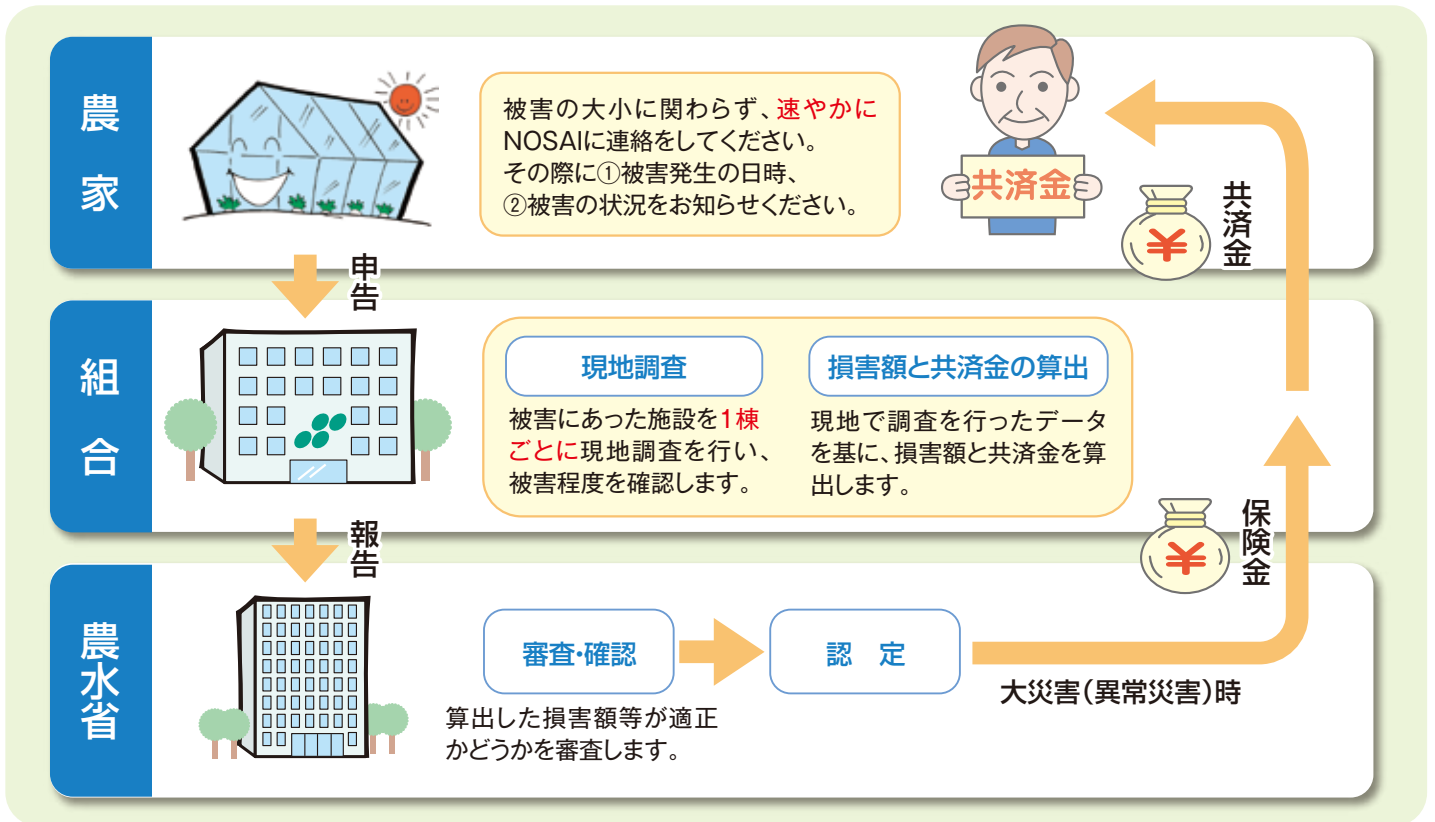 農家
被害の大小に関わらず、速やかに
NOSAIに連絡をしてください。
その際に①被害発生の日時、
②被害の状況をお知らせください。
共済金
¥
共済金
申告
組合
現地調査
被害にあった施設を1棟
ごとに現地調査を行い、
被害程度を確認します。
損害額と共済金の算出
現地で調査を行ったデータ
を基に、損害額と共済金を算
出します。
報告
¥
保険金
農水省
審査・確認
算出した損害額等が適正
かどうかを審査します。
認 定
大災害(異常災害)時